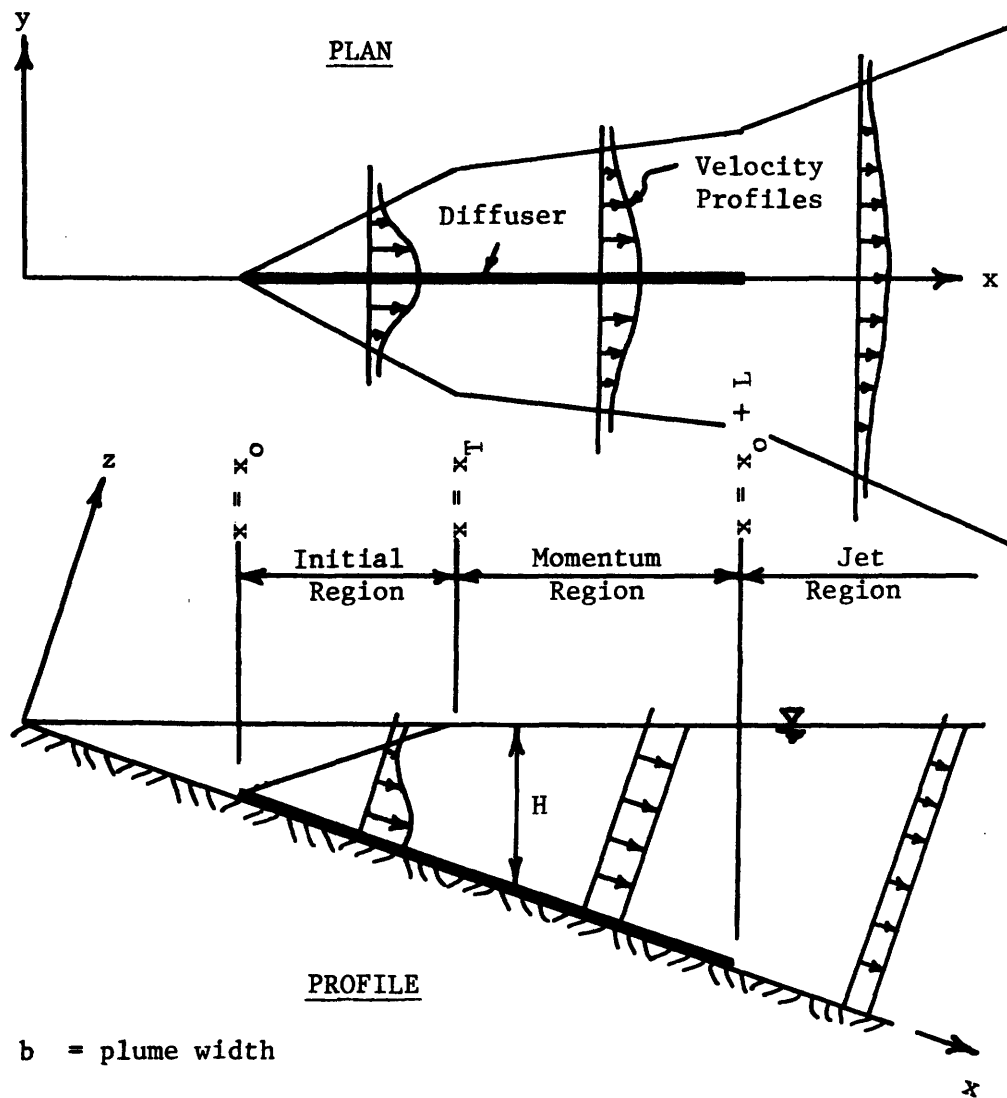 y
PLAN
Velocity
Profiles
Diffuser
x
x = x_o
x = x_T
x = x_o + L
z
Initial
Region
Momentum
Region
Jet
Region
H
PROFILE
b = plume width
x